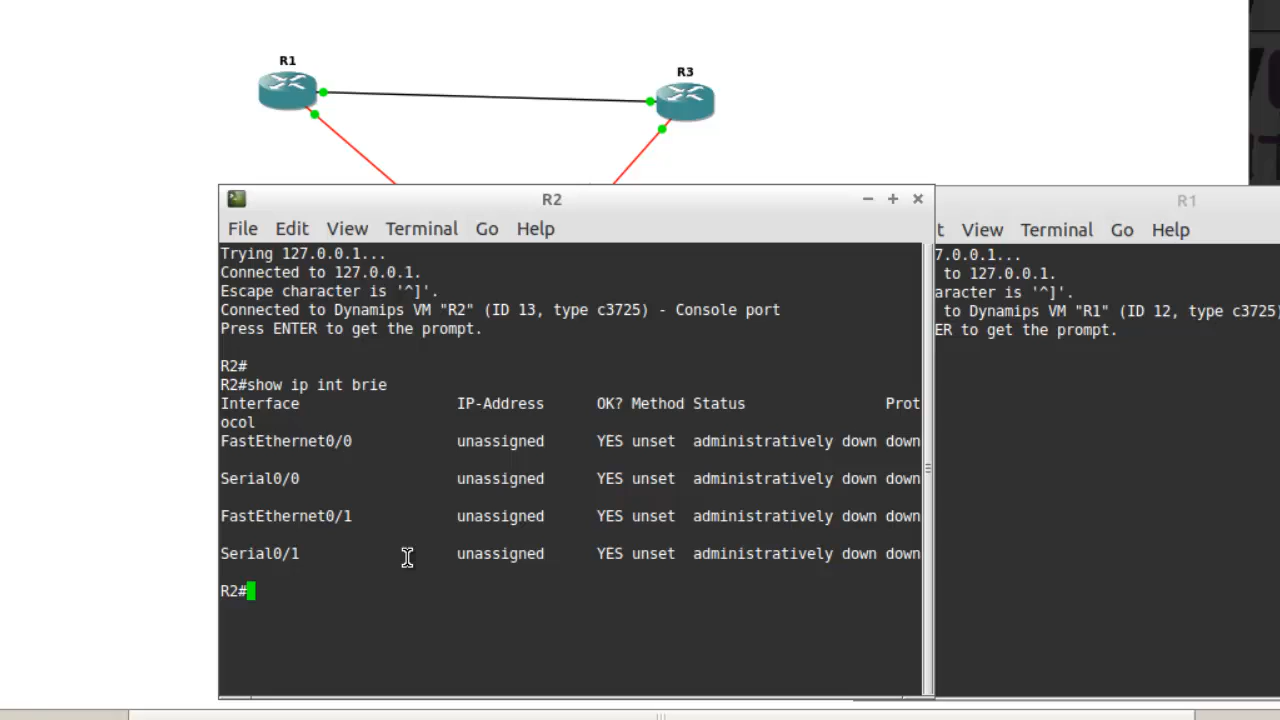 R1
R3
R2
File Edit View Terminal Go Help
Trying 127.0.0.1...
Connected to 127.0.0.1.
Escape character is '^]'.
Connected to Dynamips VM "R2" (ID 13, type c3725) - Console port
Press ENTER to get the prompt.
R2#
R2#show ip int brie
Interface IP-Address OK? Method Status Prot
ocol
FastEthernet0/0 unassigned YES unset administratively down down
Serial0/0 unassigned YES unset administratively down down
FastEthernet0/1 unassigned YES unset administratively down down
Serial0/1 unassigned YES unset administratively down down
R2#
R1
t View Terminal Go Help
7.0.0.1...
to 127.0.0.1.
aracter is '^]'.
to Dynamips VM "R1" (ID 12, type c3725)
ER to get the prompt.